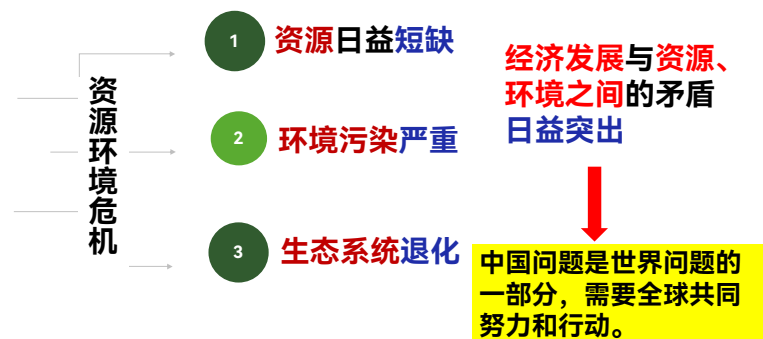 资源环境危机
1
资源日益短缺
2
环境污染严重
3
生态系统退化
经济发展与资源、
环境之间的矛盾
日益突出
中国问题是世界问题的
一部分，需要全球共同
努力和行动。